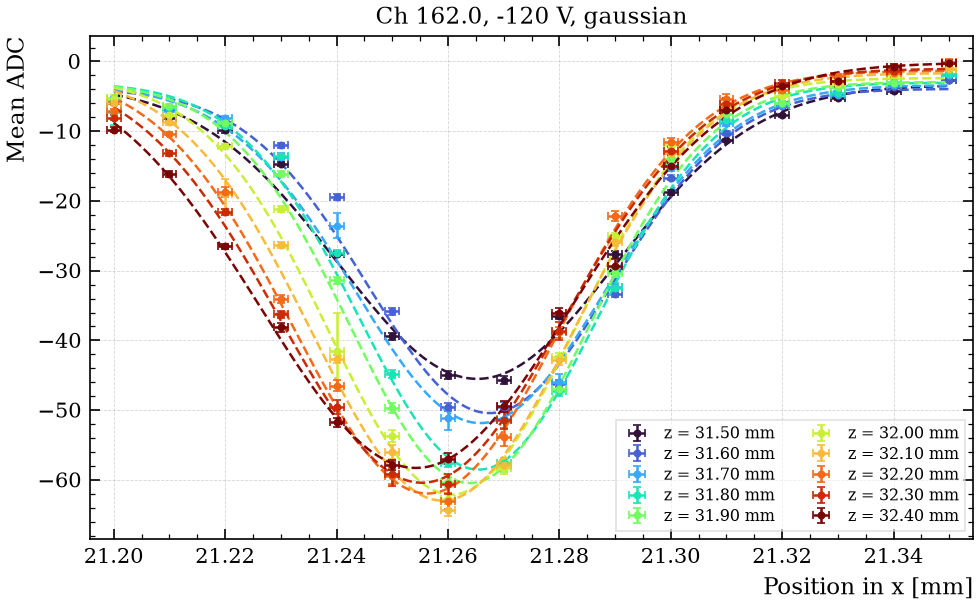 Ch 162.0, -120 V, gaussian
Mean ADC
0
−10
−20
−30
−40
−50
−60
21.20 21.22 21.24 21.26 21.28 21.30 21.32 21.34
Position in x [mm]
z = 31.50 mm
z = 31.60 mm
z = 31.70 mm
z = 31.80 mm
z = 31.90 mm
z = 32.00 mm
z = 32.10 mm
z = 32.20 mm
z = 32.30 mm
z = 32.40 mm